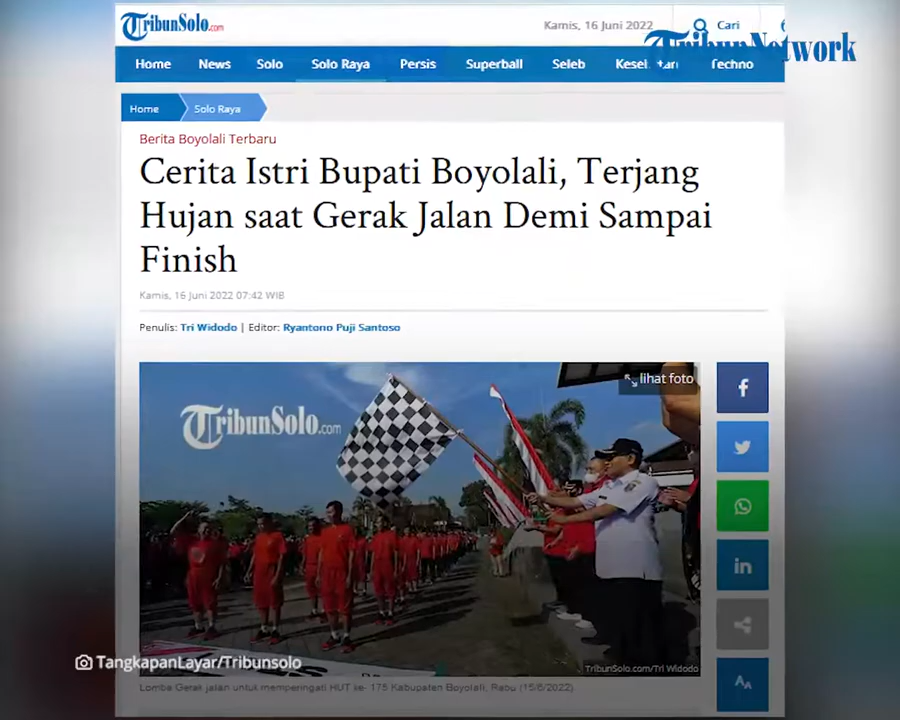 TribunSolo.com
Kamis, 16 Juni 2022
Cari
TribunNetwork
Home News Solo Solo Raya Persis Superball Seleb Kesehatan Techno
Home Solo Raya
Berita Boyolali Terbaru
Cerita Istri Bupati Boyolali, Terjang
Hujan saat Gerak Jalan Demi Sampai
Finish
Kamis, 16 Juni 2022 07:42 WIB
Penulis: Tri Widodo | Editor: Ryantono Puji Santoso
lihat foto
TribunSolo.com
TangkapanLayar/Tribunsolo
TribunSolo.com/Tri Widodo
Lomba Gerak jalan untuk memperingati HUT ke- 175 Kabupaten Boyolali, Rabu (15/6/2022)